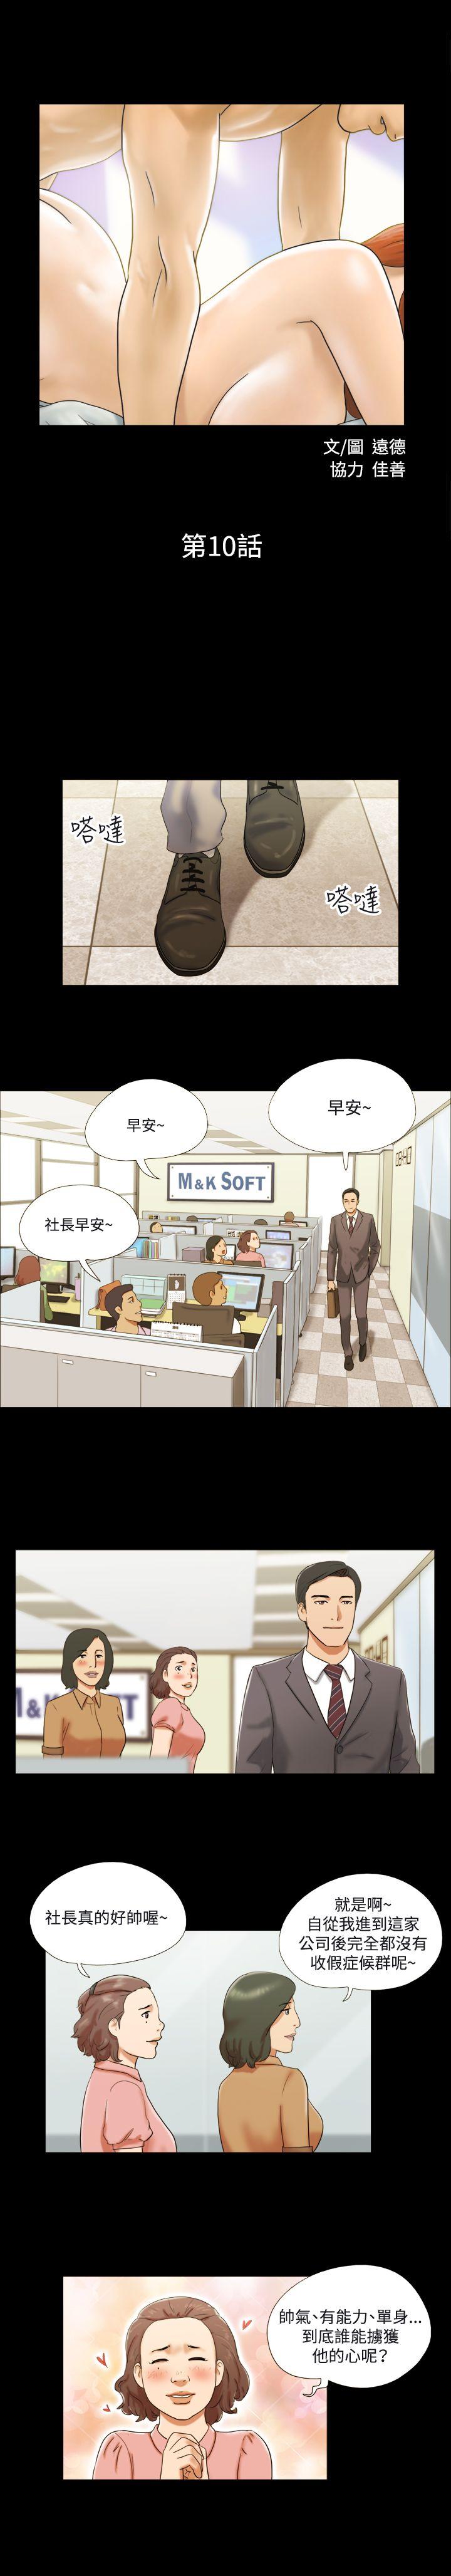 文/圖 遠德
協力 佳善
第10話
嗒噠
嗒噠
早安~
早安~
社長早安~
M&K SOFT
M&K SOFT
社長真的好帥喔~
就是啊~
自從我進到這家
公司後完全都沒有
收假症候群呢~
帥氣、有能力、單身...
到底誰能擄獲
他的心呢?